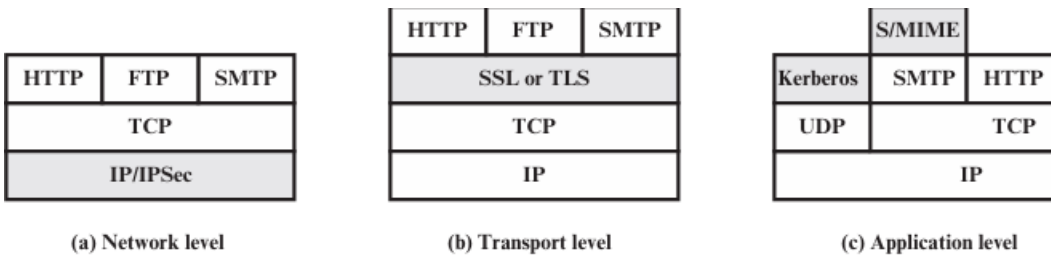 HTTP FTP SMTP
TCP
IP/IPSec
(a) Network level
HTTP FTP SMTP
SSL or TLS
TCP
IP
(b) Transport level
S/MIME
Kerberos SMTP HTTP
UDP TCP
IP
(c) Application level